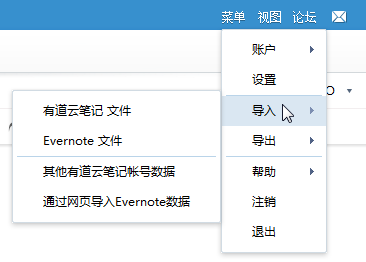 菜单 视图 论坛
账户
设置
O
导入
导出
帮助
注销
退出
有道云笔记 文件
Evernote 文件
其他有道云笔记帐号数据
通过网页导入Evernote数据